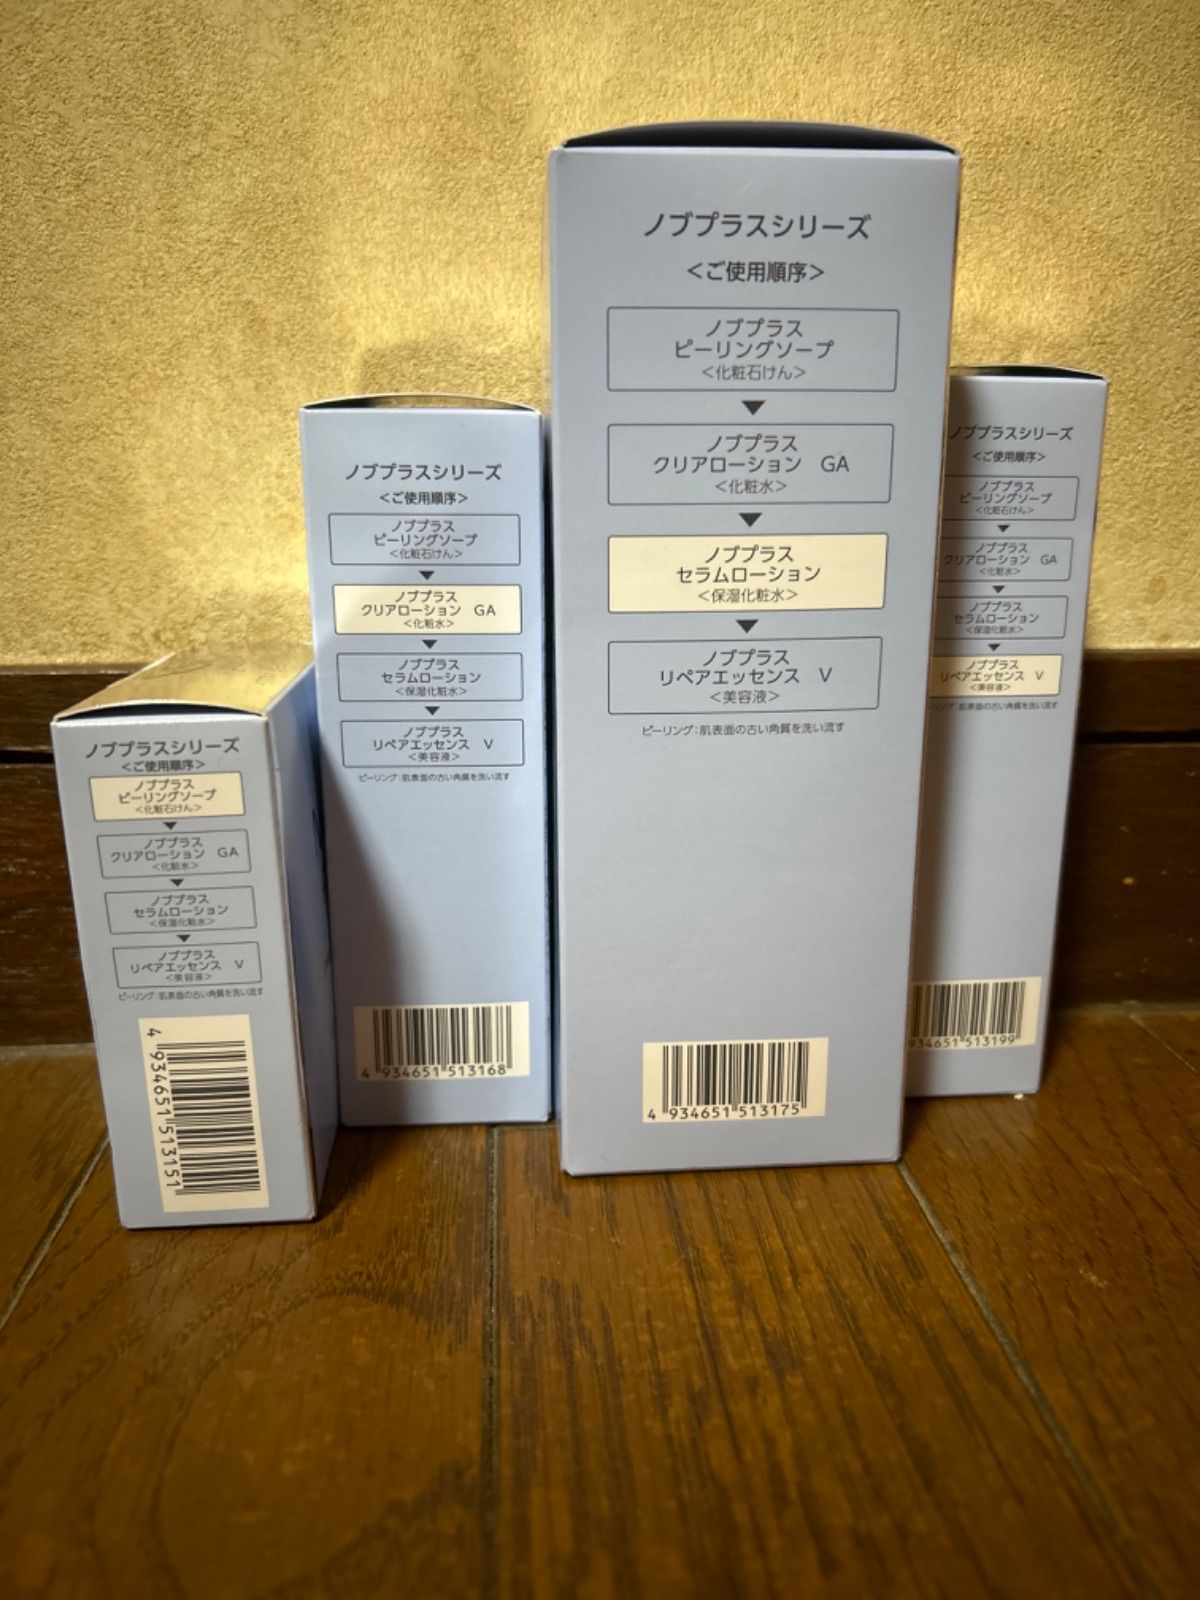 ノブプラスシリーズ
<ご使用順序>
ノブプラス
ピーリングソープ
<化粧石けん>
▼
ノブプラス
クリアローション GA
<化粧水>
▼
ノブプラス
セラムローション
<保湿化粧水>
▼
ノブプラス
リペアエッセンス V
<美容液>
ピーリング:肌表面の古い角質を洗い流す
4 934651 513151
ノブプラスシリーズ
<ご使用順序>
ノブプラス
ピーリングソープ
<化粧石けん>
▼
ノブプラス
クリアローション GA
<化粧水>
▼
ノブプラス
セラムローション
<保湿化粧水>
▼
ノブプラス
リペアエッセンス V
<美容液>
ピーリング:肌表面の古い角質を洗い流す
4 934651 513168
ノブプラスシリーズ
<ご使用順序>
ノブプラス
ピーリングソープ
<化粧石けん>
▼
ノブプラス
クリアローション GA
<化粧水>
▼
ノブプラス
セラムローション
<保湿化粧水>
▼
ノブプラス
リペアエッセンス V
<美容液>
ピーリング:肌表面の古い角質を洗い流す
4 934651 513175
ノブプラスシリーズ
<ご使用順序>
ノブプラス
ピーリングソープ
<化粧石けん>
▼
ノブプラス
クリアローション GA
<化粧水>
▼
ノブプラス
セラムローション
<保湿化粧水>
▼
ノブプラス
リペアエッセンス V
<美容液>
ーリング:肌表面の古い角質を洗い流す
934651 513199